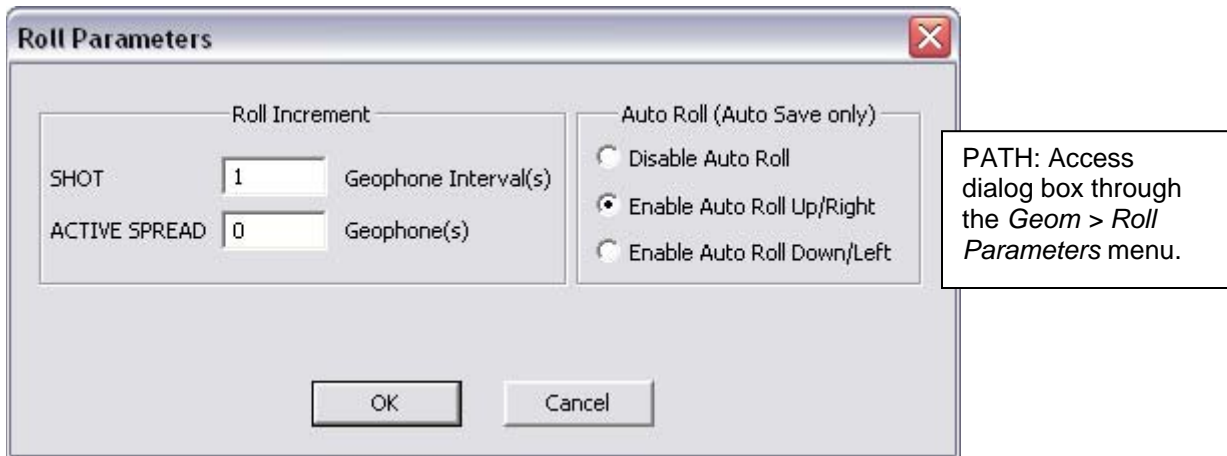 Roll Parameters
Roll Increment
SHOT 1 Geophone Interval(s)
ACTIVE SPREAD 0 Geophone(s)
Auto Roll (Auto Save only)
Disable Auto Roll
Enable Auto Roll Up/Right
Enable Auto Roll Down/Left
OK Cancel
PATH: Access
dialog box through
the Geom > Roll
Parameters menu.